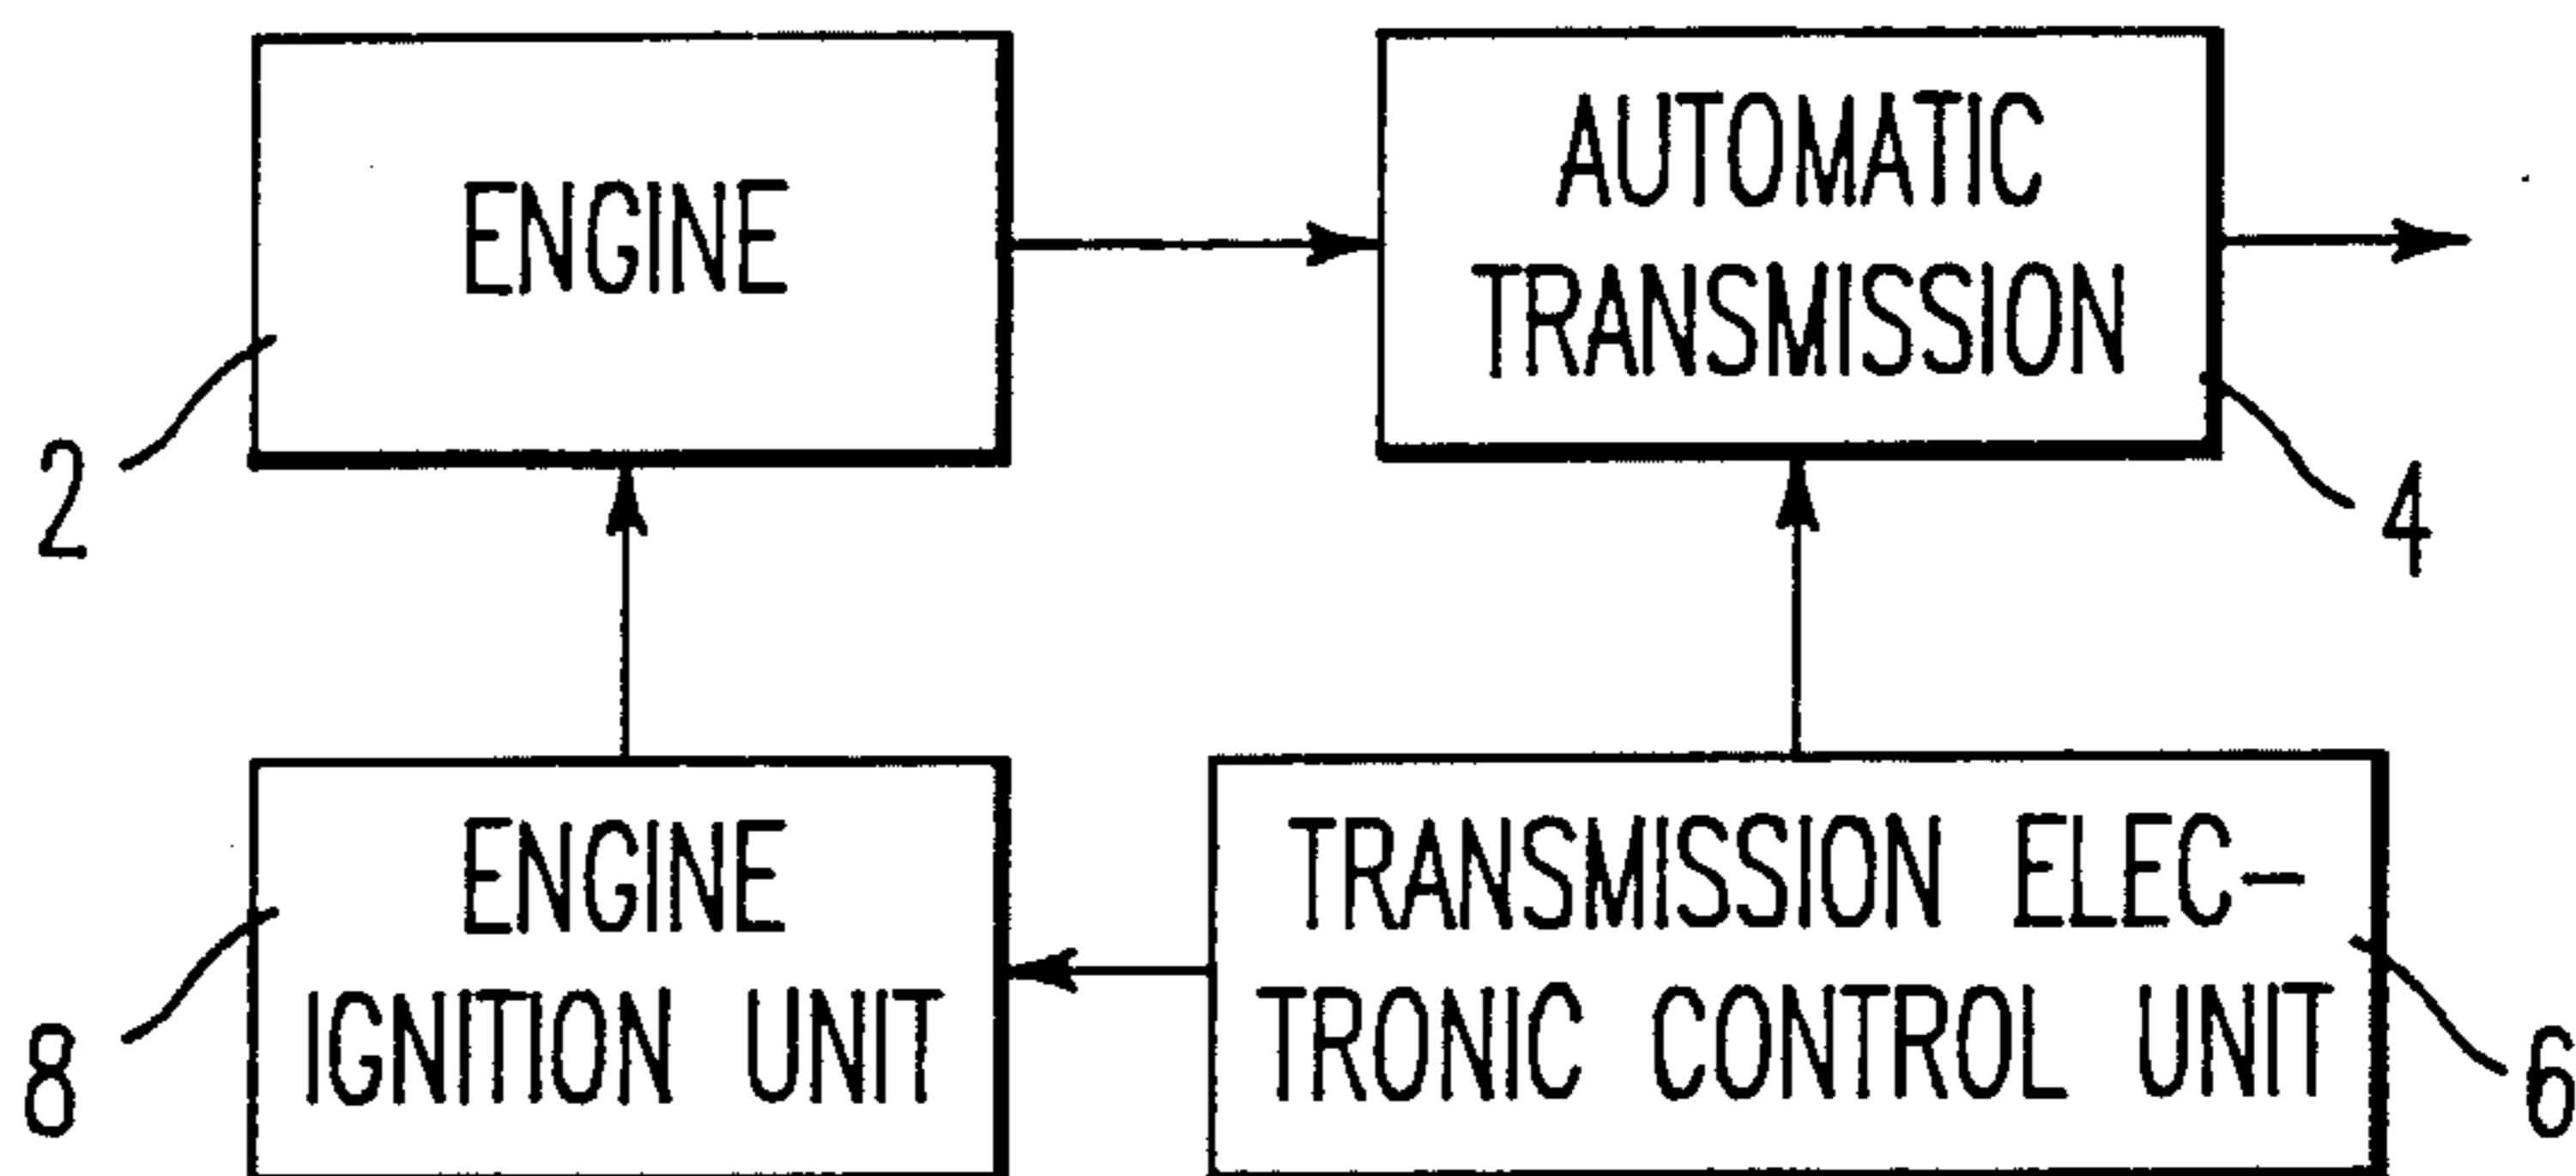 ENGINE
AUTOMATIC
TRANSMISSION
2
4
ENGINE
IGNITION UNIT
TRANSMISSION ELEC-
TRONIC CONTROL UNIT
8
6